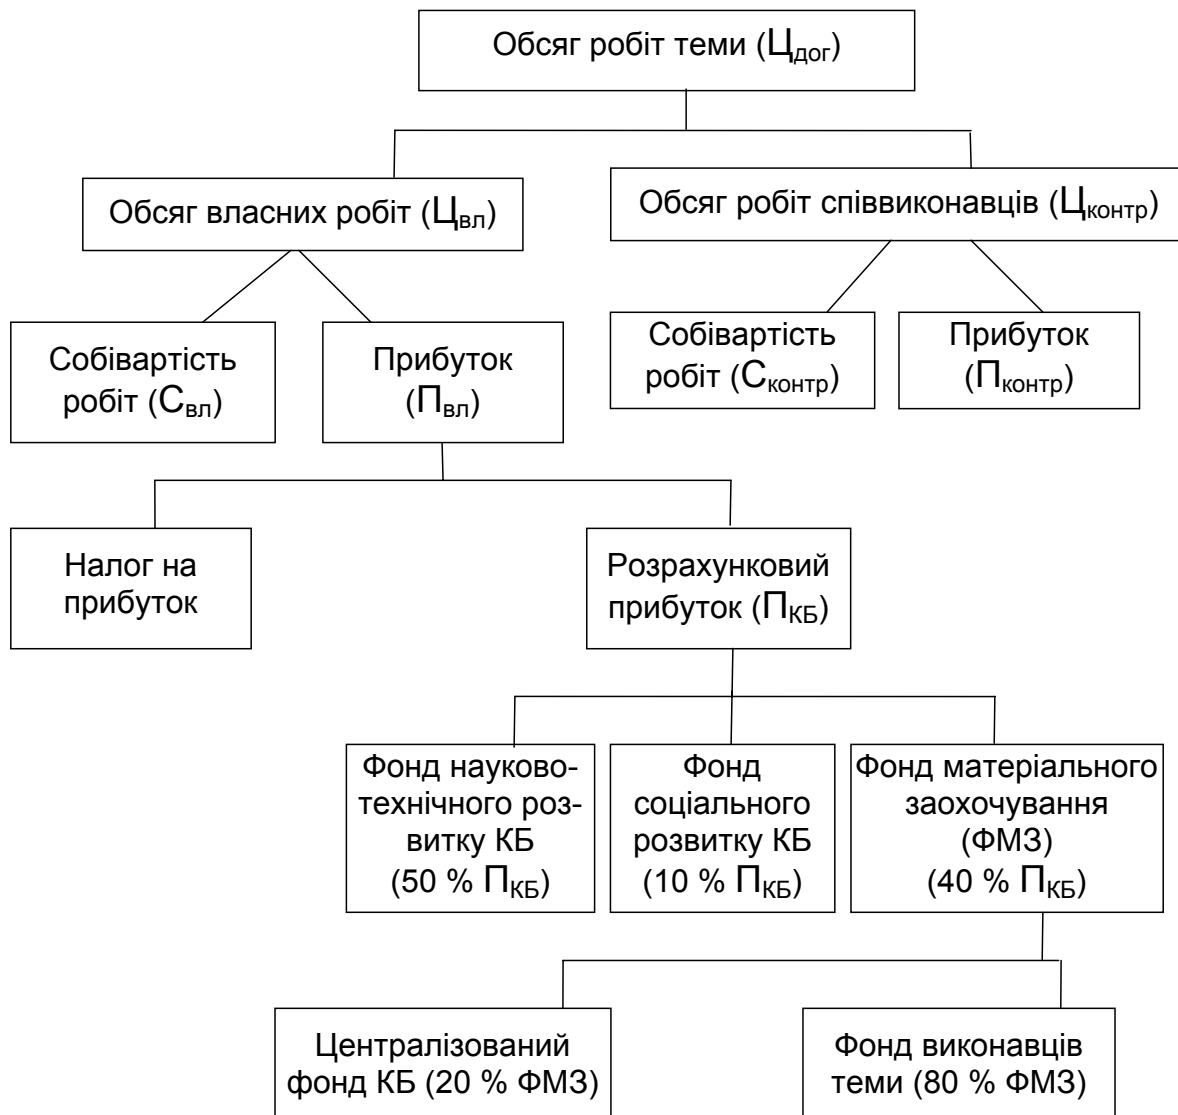 Обсяг робіт теми (Цдог)
Обсяг власних робіт (Цвл)
Обсяг робіт співвиконавців (Цконтр)
Собівартість
робіт (Свл)
Прибуток
(Пвл)
Собівартість
робіт (Сконтр)
Прибуток
(Пконтр)
Налог на
прибуток
Розрахунковий
прибуток (ПКБ)
Фонд науково-
технічного роз-
витку КБ
(50 % ПКБ)
Фонд
соціального
розвитку КБ
(10 % ПКБ)
Фонд матеріального
заохочування
(ФМЗ)
(40 % ПКБ)
Централізований
фонд КБ (20 % ФМЗ)
Фонд виконавців
теми (80 % ФМЗ)